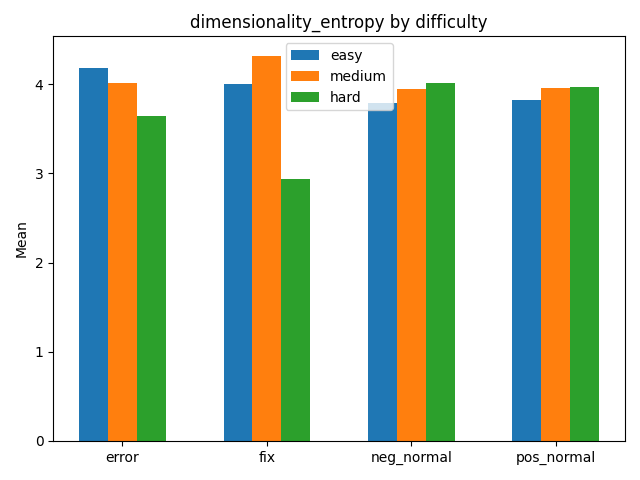 dimensionality_entropy by difficulty
easy
medium
hard
Mean
4
3
2
1
0
error
fix
neg_normal
pos_normal